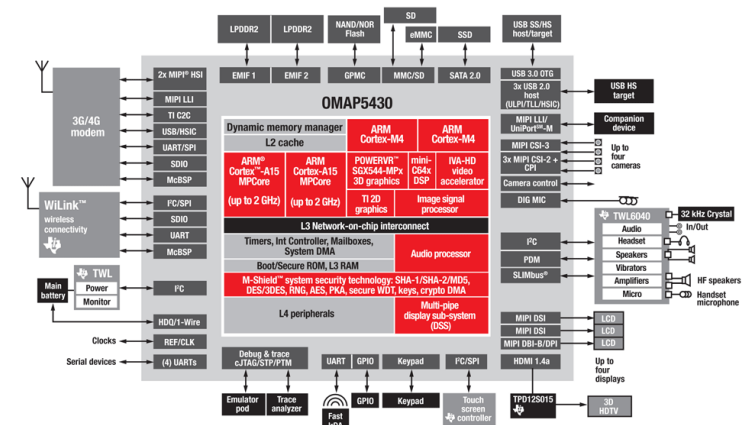 SD
LPDDR2
LPDDR2
NAND/NOR
Flash
eMMC
SSD
USB SS/HS
host/target
2x MIPI® HSI
EMIF 1
EMIF 2
GPMC
MMC/SD
SATA 2.0
USB 3.0 OTG
3x USB 2.0
host
(ULPI/TLL/HSIC)
USB HS
target
OMAP5430
3G/4G
modem
MIPI LLI
TI C2C
USB/HSIC
UART/SPI
SDIO
McBSP
MIPI LLI/
UniPort℠-M
Companion
device
Dynamic memory manager
L2 cache
ARM
Cortex-M4
ARM
Cortex-M4
MIPI CSI-3
3x MIPI CSI-2 +
CPI
Up to
four
cameras
Camera control
DIG MIC
ARM®
Cortex™-A15
MPCore
(up to 2 GHz)
ARM
Cortex-A15
MPCore
(up to 2 GHz)
POWERVR™
SGX544-MPx
3D graphics
mini-
C64x
DSP
IVA-HD
video
accelerator
TI 2D
graphics
Image signal
processor
WiLink™
wireless
connectivity
I²C/SPI
SDIO
UART
McBSP
L3 Network-on-chip interconnect
TWL6040
32 kHz Crystal
Audio
In/Out
Headset
Speakers
Vibrators
Amplifiers
HF speakers
Micro
Handset
microphone
I²C
PDM
SLIMbus®
Timers, Int Controller, Mailboxes,
System DMA
Boot/Secure ROM, L3 RAM
Audio processor
M-Shield™ system security technology: SHA-1/SHA-2/MD5,
DES/3DES, RNG, AES, PKA, secure WDT, keys, crypto DMA
L4 peripherals
Multi-pipe
display sub-system
(DSS)
Main
battery
TWL
Power
Monitor
I²C
HDQ/1-Wire
Clocks
REF/CLK
Serial devices
(4) UARTs
MIPI DSI
LCD
MIPI DSI
LCD
MIPI DBI-B/DPI
LCD
HDMI 1.4a
Up to
four displays
Debug & trace
cJTAG/STP/PTM
UART
GPIO
Keypad
I²C/SPI
Emulator
pod
Trace
analyzer
Fast
GPIO
Keypad
Touch
screen
controller
TPD12S015
3D
HDTV